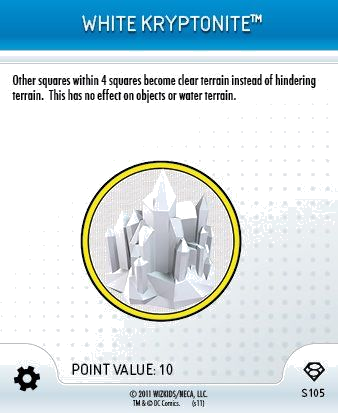 WHITE KRYPTONITE™
Other squares within 4 squares become clear terrain instead of hindering
terrain. This has no effect on objects or water terrain.
POINT VALUE: 10
S105
© 2011 WIZKIDS/NECA, LLC.
TM & © DC Comics. (s11)